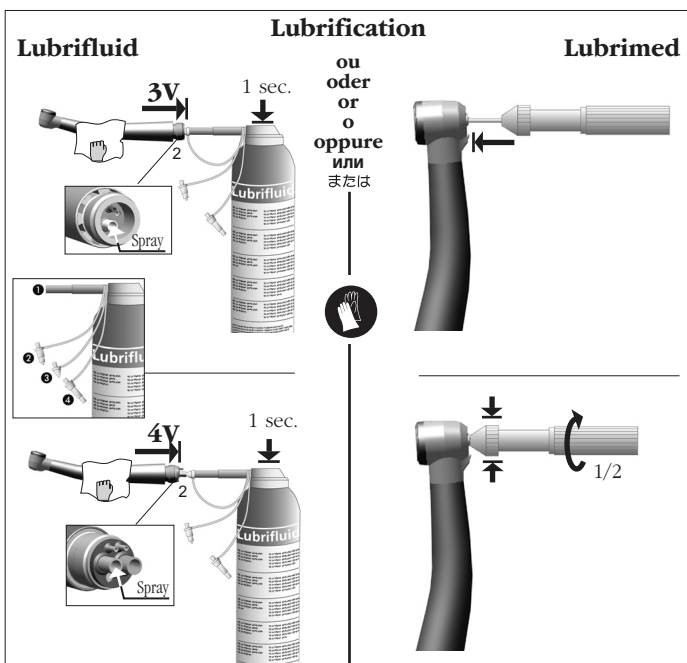 Lubrification
Lubrifluid
ou
oder
or
o
oppure
или
または
Lubrimed
3V
1 sec.
2
Spray
Lubrifluid
❶
❷
❸
❹
Lubriflu
4V
1 sec.
2
Spray
Lubrifluid
1/2